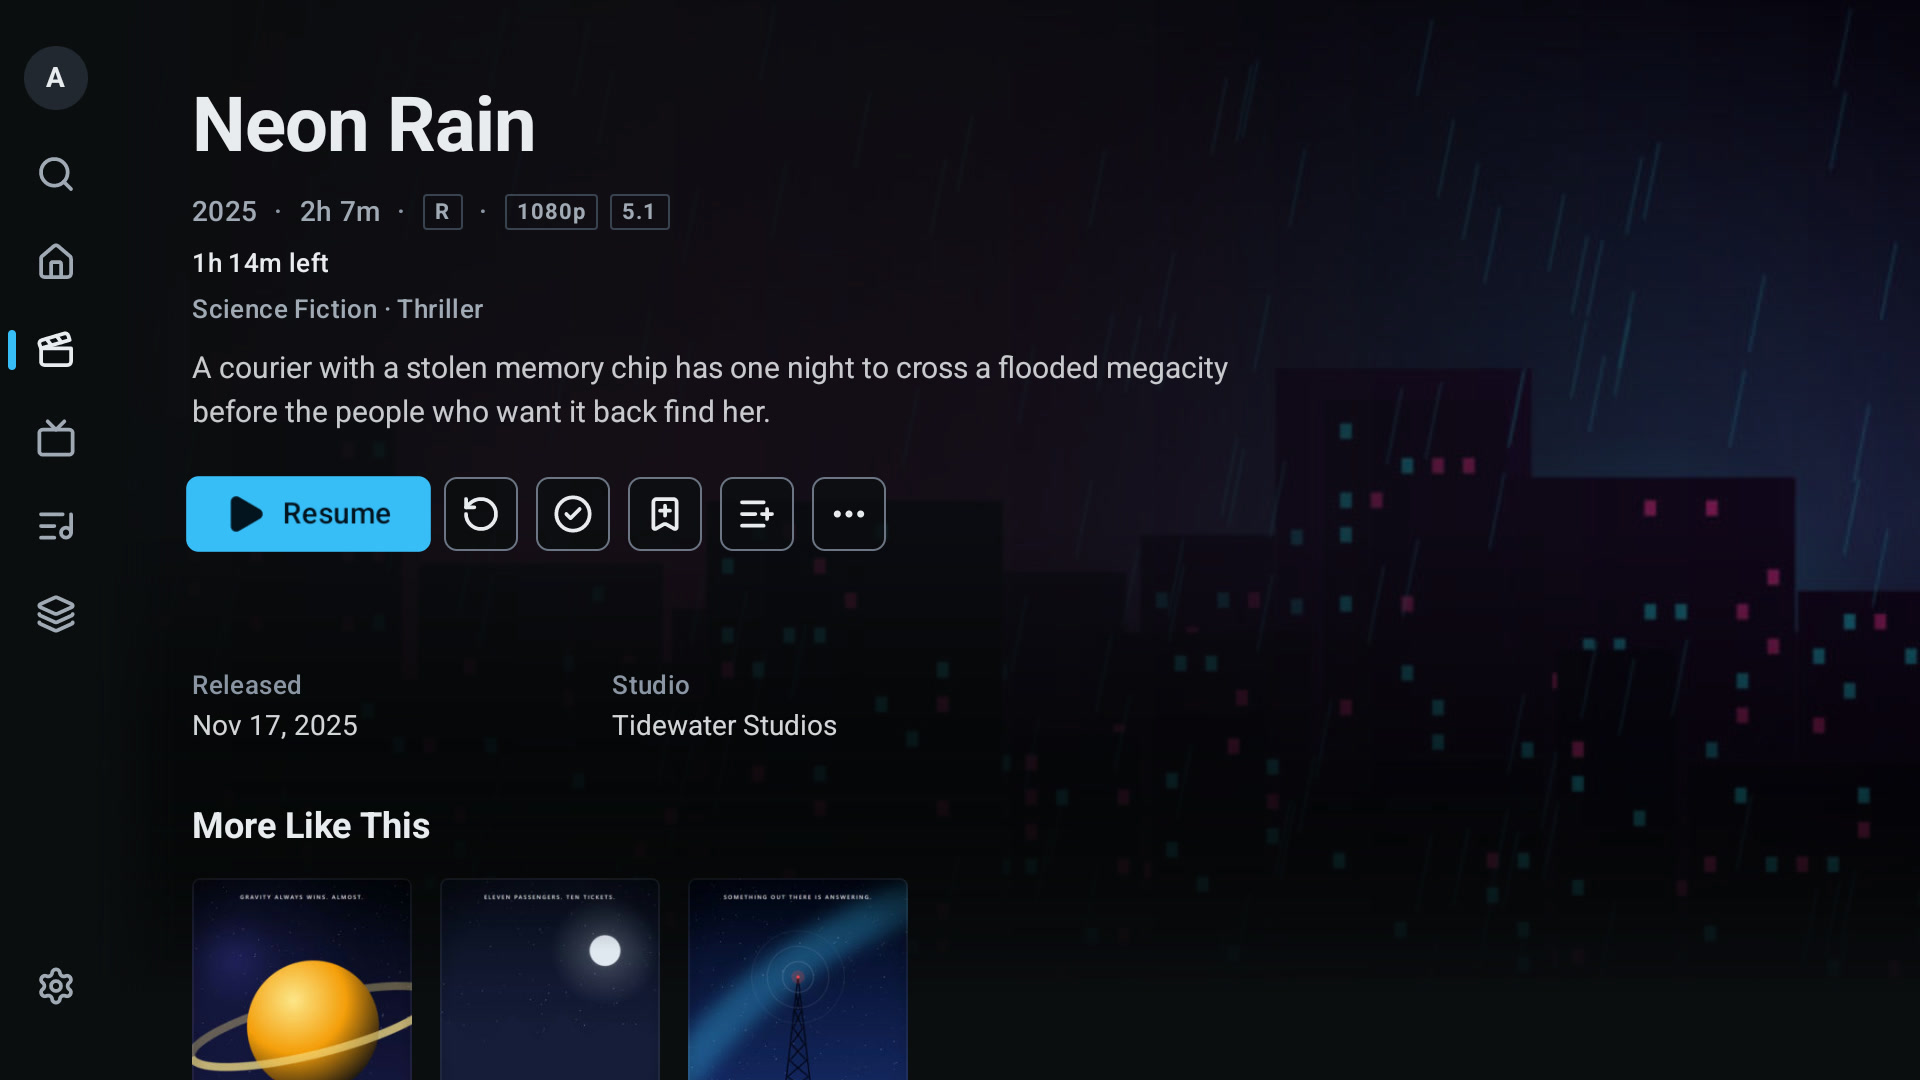 A
Neon Rain
2025 · 2h 7m · R · 1080p 5.1
1h 14m left
Science Fiction · Thriller
A courier with a stolen memory chip has one night to cross a flooded megacity
before the people who want it back find her.
Resume
Released
Nov 17, 2025
Studio
Tidewater Studios
More Like This
GRAVITY ALWAYS WINS. ALMOST.
ELEVEN PASSENGERS. TEN TICKETS.
SOMETHING OUT THERE IS ANSWERING.